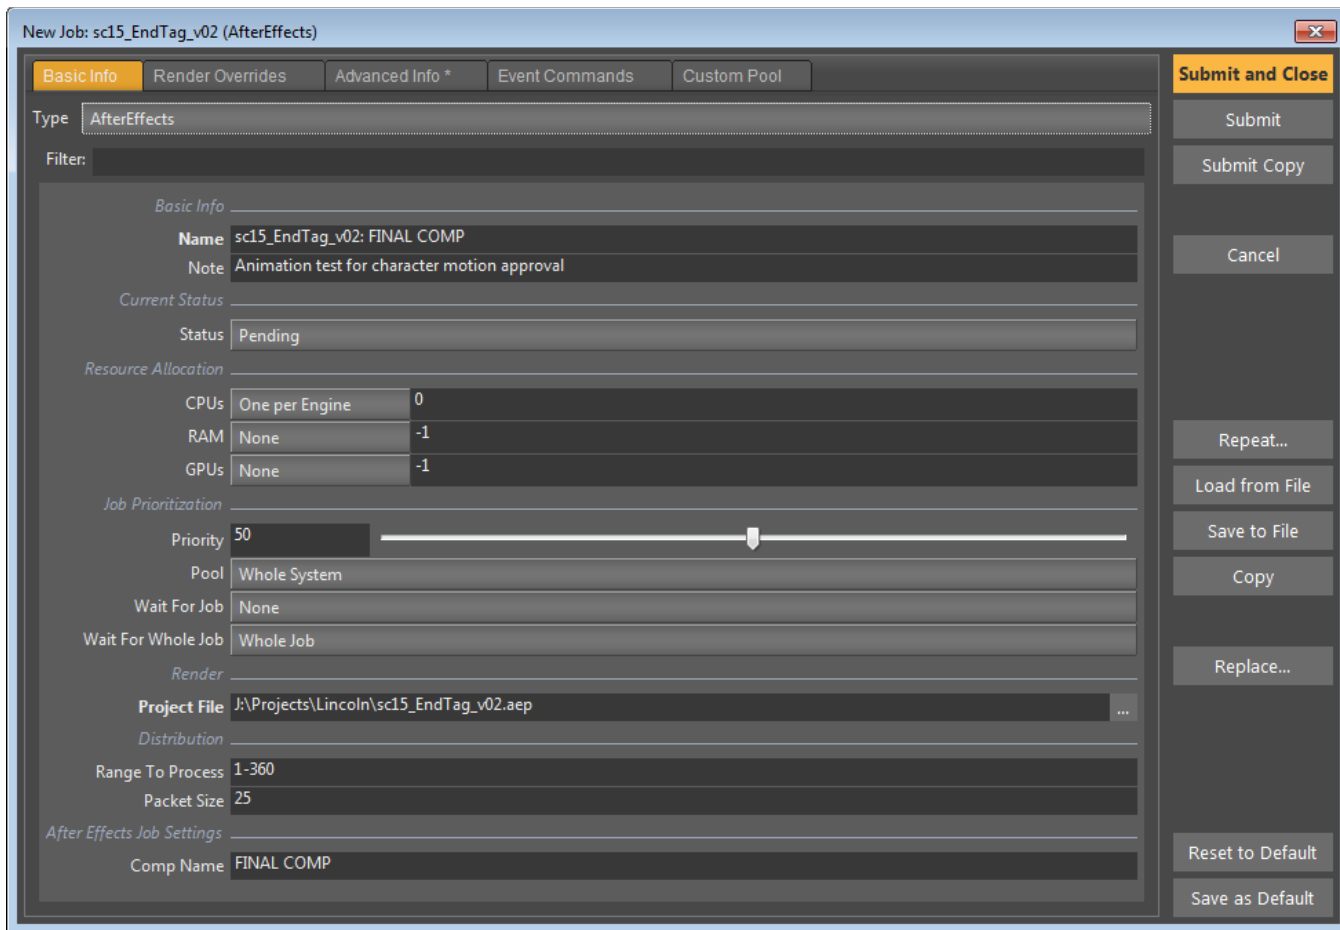 New Job: sc15_EndTag_v02 (AfterEffects)
Basic Info Render Overrides Advanced Info * Event Commands Custom Pool
Submit and Close
Type AfterEffects
Submit
Filter:
Submit Copy
Basic Info
Name sc15_EndTag_v02: FINAL COMP
Note Animation test for character motion approval
Cancel
Current Status
Status Pending
Resource Allocation
CPUs One per Engine 0
RAM None -1
GPUs None -1
Repeat...
Load from File
Job Prioritization
Priority 50
Save to File
Pool Whole System
Copy
Wait For Job None
Wait For Whole Job Whole Job
Render
Replace...
Project File J:\Projects\Lincoln\sc15_EndTag_v02.aep ...
Distribution
Range To Process 1-360
Packet Size 25
After Effects Job Settings
Comp Name FINAL COMP
Reset to Default
Save as Default